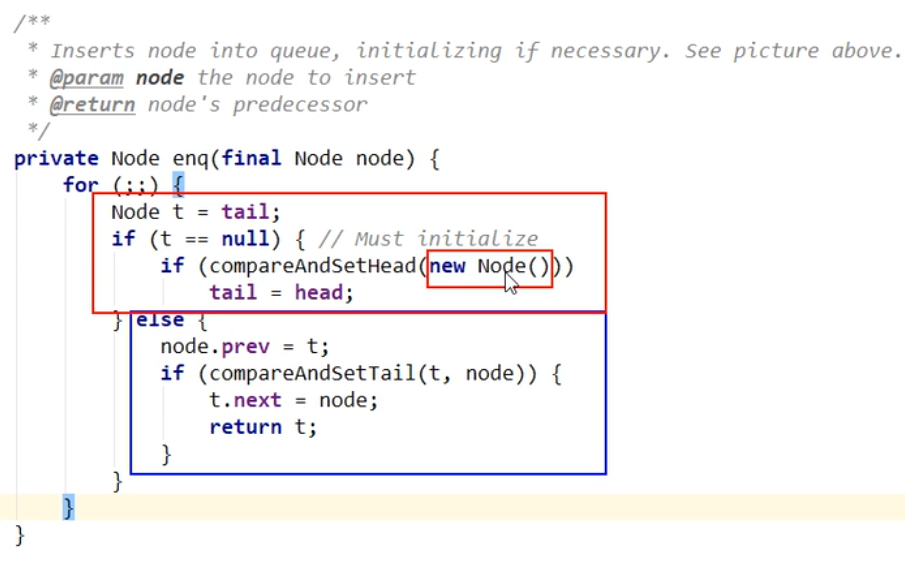 /**
 * Inserts node into queue, initializing if necessary. See picture above.
 * @param node the node to insert
 * @return node's predecessor
 */
private Node enq(final Node node) {
    for (;;) {
        Node t = tail;
        if (t == null) { // Must initialize
            if (compareAndSetHead(new Node()))
                tail = head;
        } else {
            node.prev = t;
            if (compareAndSetTail(t, node)) {
                t.next = node;
                return t;
            }
        }
    }
}